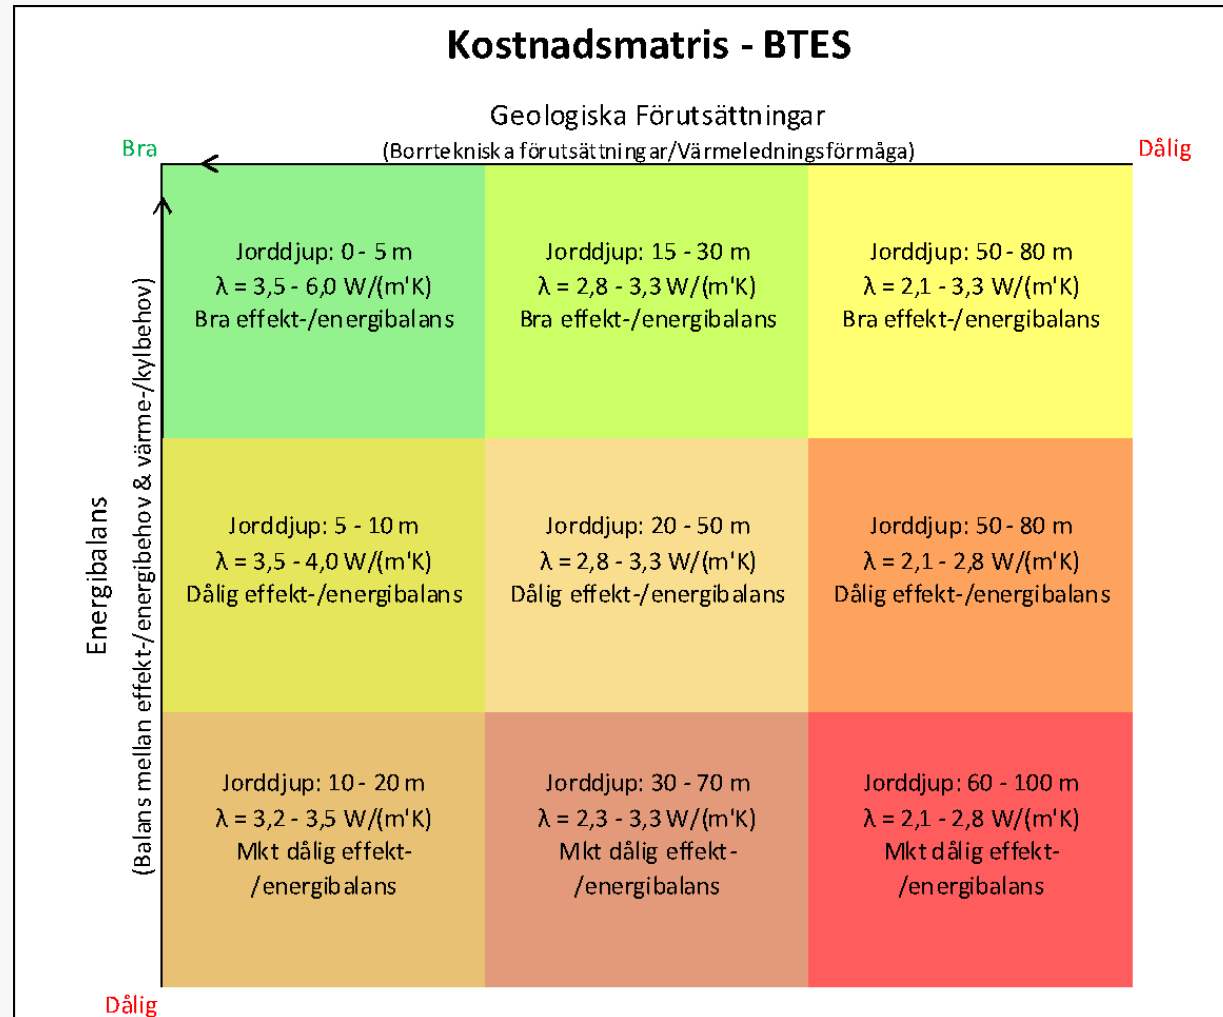 Kostnadsmatris - BTES
Geologiska Förutsättningar
(Borrtekniska förutsättningar/Värmeledningsförmåga)
Bra
Dålig
Energibalans
(Balans mellan effekt-/energibehov & värme-/kylbehov)
Jorddjup: 0 - 5 m
λ = 3,5 - 6,0 W/(m'K)
Bra effekt-/energibalans
Jorddjup: 15 - 30 m
λ = 2,8 - 3,3 W/(m'K)
Bra effekt-/energibalans
Jorddjup: 50 - 80 m
λ = 2,1 - 3,3 W/(m'K)
Bra effekt-/energibalans
Jorddjup: 5 - 10 m
λ = 3,5 - 4,0 W/(m'K)
Dålig effekt-/energibalans
Jorddjup: 20 - 50 m
λ = 2,8 - 3,3 W/(m'K)
Dålig effekt-/energibalans
Jorddjup: 50 - 80 m
λ = 2,1 - 2,8 W/(m'K)
Dålig effekt-/energibalans
Jorddjup: 10 - 20 m
λ = 3,2 - 3,5 W/(m'K)
Mkt dålig effekt-
/energibalans
Jorddjup: 30 - 70 m
λ = 2,3 - 3,3 W/(m'K)
Mkt dålig effekt-
/energibalans
Jorddjup: 60 - 100 m
λ = 2,1 - 2,8 W/(m'K)
Mkt dålig effekt-
/energibalans
Dålig